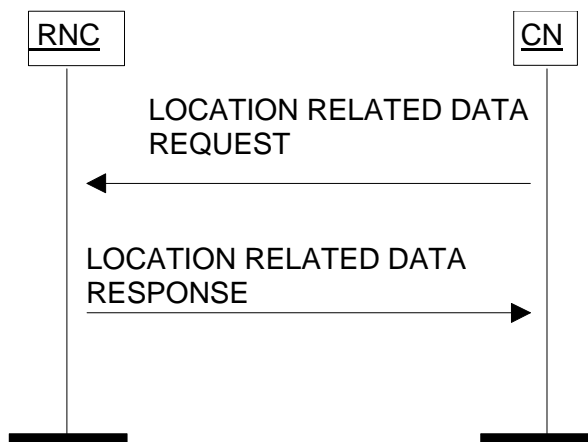 RNC
CN
LOCATION RELATED DATA
REQUEST
LOCATION RELATED DATA
RESPONSE